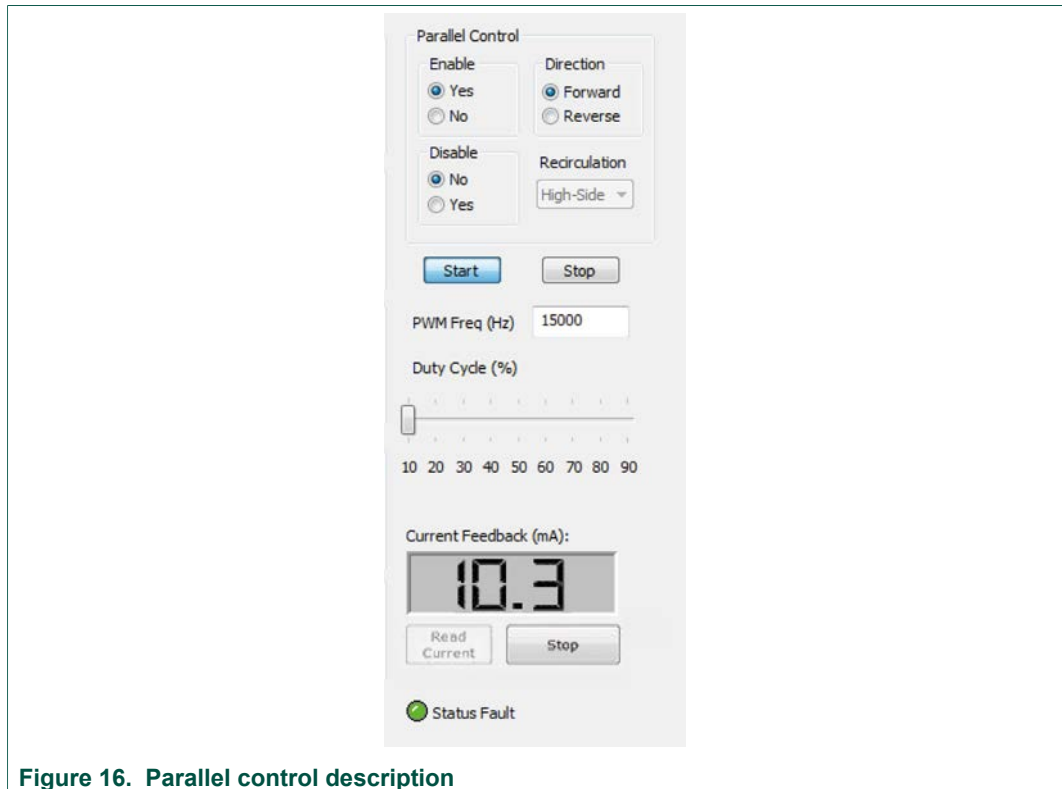 Parallel Control
Enable
Direction
Yes
Forward
No
Reverse
Disable
Recirculation
No
High-Side
Yes
Start
Stop
PWM Freq (Hz)
15000
Duty Cycle (%)
10 20 30 40 50 60 70 80 90
Current Feedback (mA):
10.3
Read
Current
Stop
Status Fault
Figure 16. Parallel control description